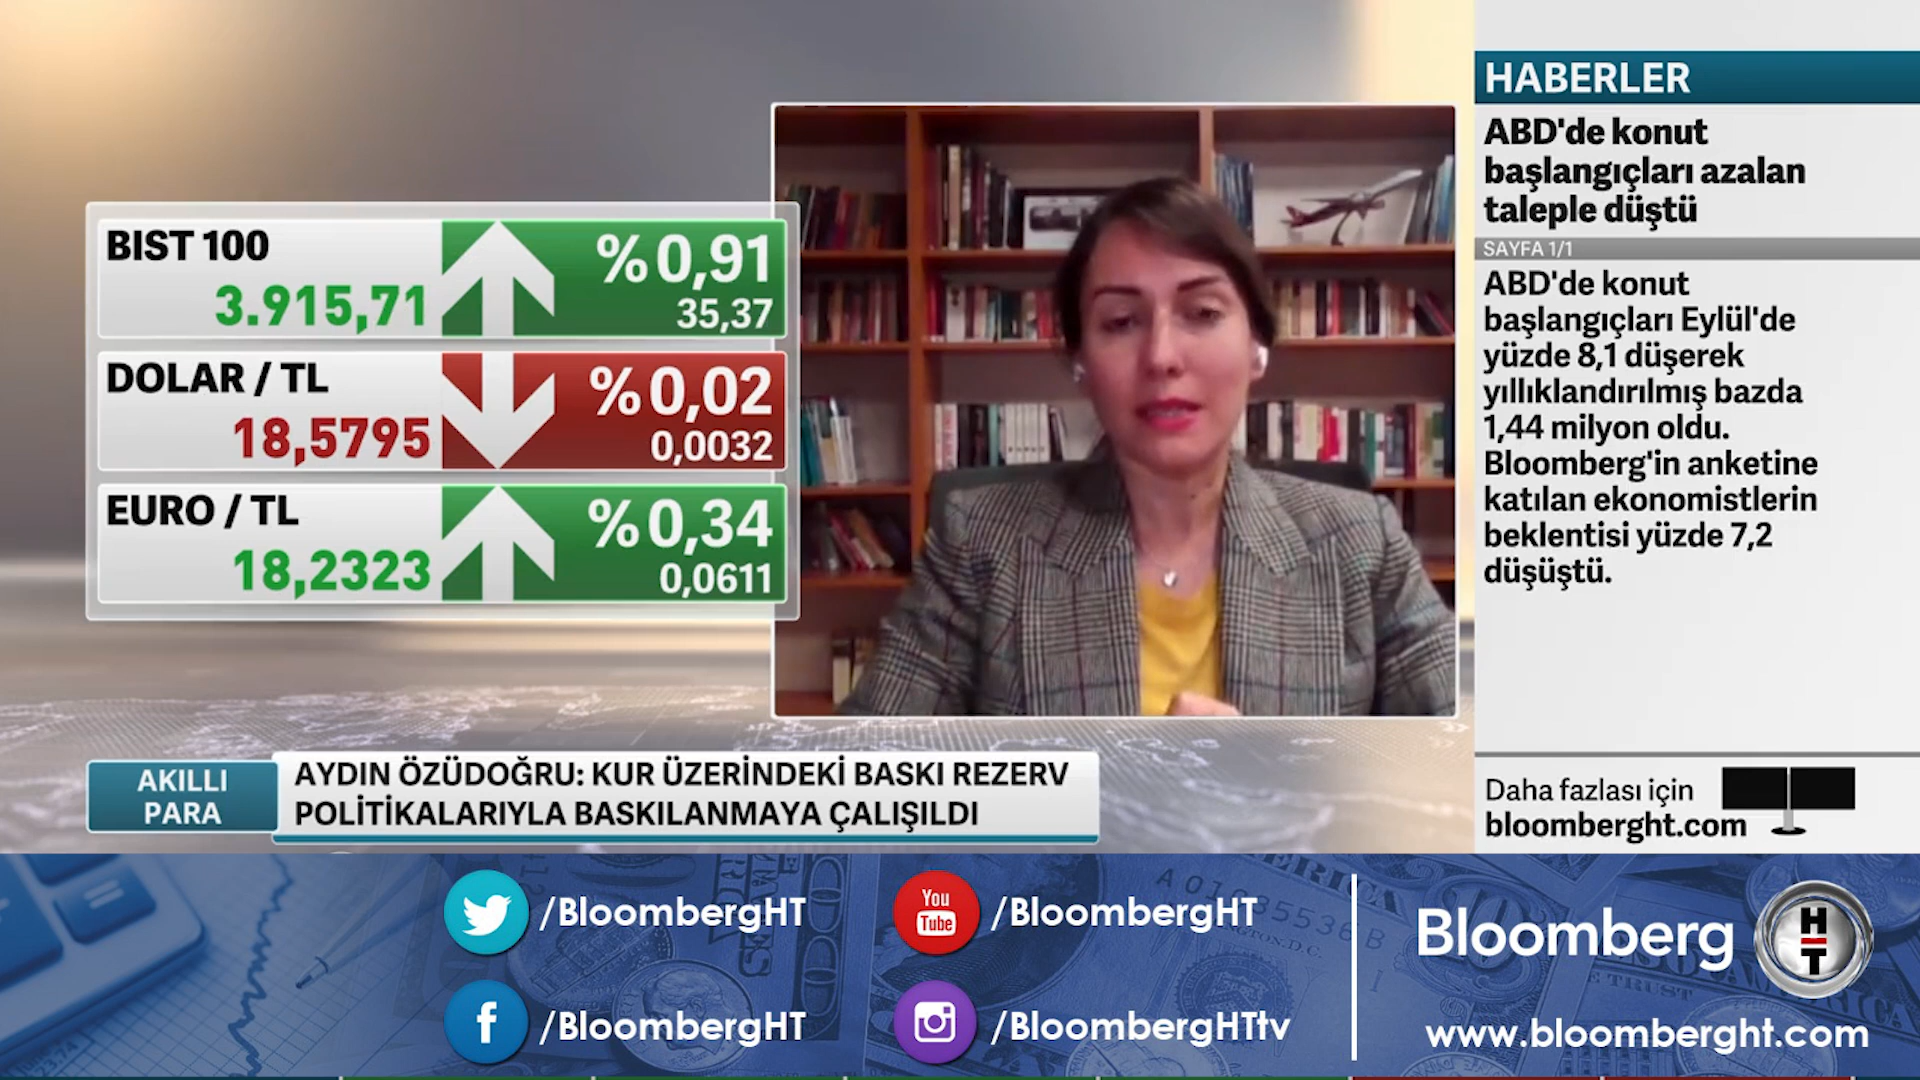 BIST 100
3.915,71
%0,91
35,37
DOLAR / TL
18,5795
%0,02
0,0032
EURO / TL
18,2323
%0,34
0,0611
AKILLI
PARA
AYDIN ÖZÜDOĞRU: KUR ÜZERİNDEKİ BASKI REZERV
POLİTİKALARIYLA BASKILANMAYA ÇALIŞILDI
HABERLER
ABD'de konut
başlangıçları azalan
taleple düştü
SAYFA 1/1
ABD'de konut
başlangıçları Eylül'de
yüzde 8,1 düşerek
yıllıklandırılmış bazda
1,44 milyon oldu.
Bloomberg'in anketine
katılan ekonomistlerin
beklentisi yüzde 7,2
düşüştü.
Daha fazlası için
bloomberght.com
/BloombergHT
You
Tube
/BloombergHT
f
/BloombergHT
/BloombergHTtv
Bloomberg HT
www.bloomberght.com